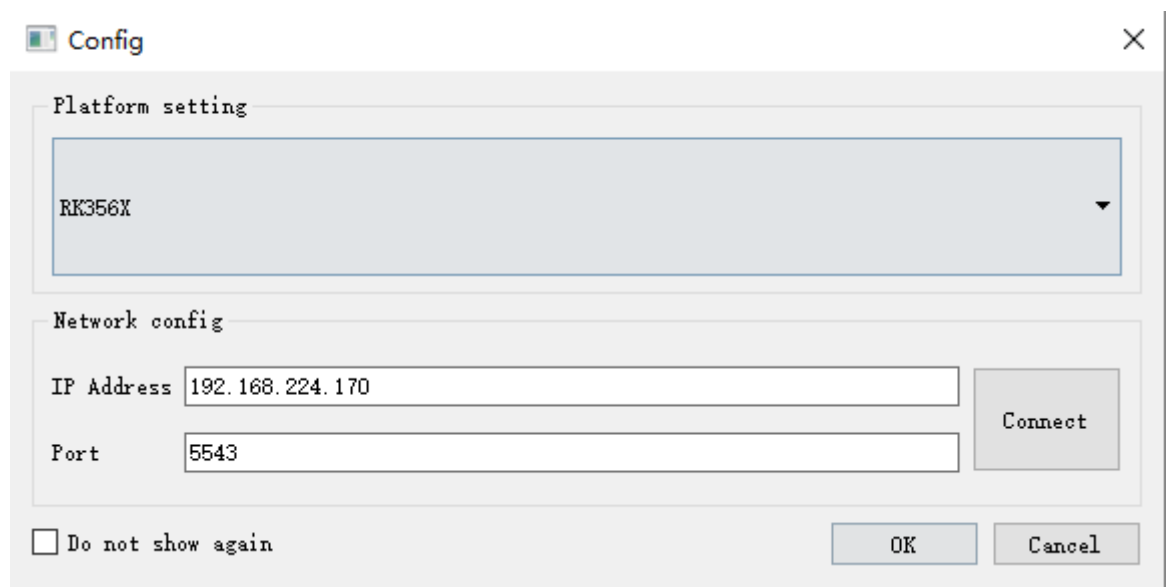 Config
Platform setting
RK356X
Network config
IP Address 192.168.224.170
Connect
Port 5543
Do not show again
OK Cancel